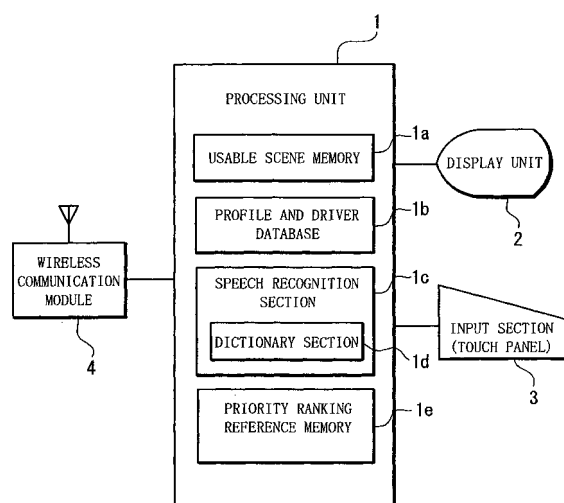 1
PROCESSING UNIT
1a
USABLE SCENE MEMORY
DISPLAY UNIT
2
1b
PROFILE AND DRIVER
DATABASE
WIRELESS
COMMUNICATION
MODULE
4
1c
SPEECH RECOGNITION
SECTION
DICTIONARY SECTION
1d
INPUT SECTION
(TOUCH PANEL)
3
1e
PRIORITY RANKING
REFERENCE MEMORY